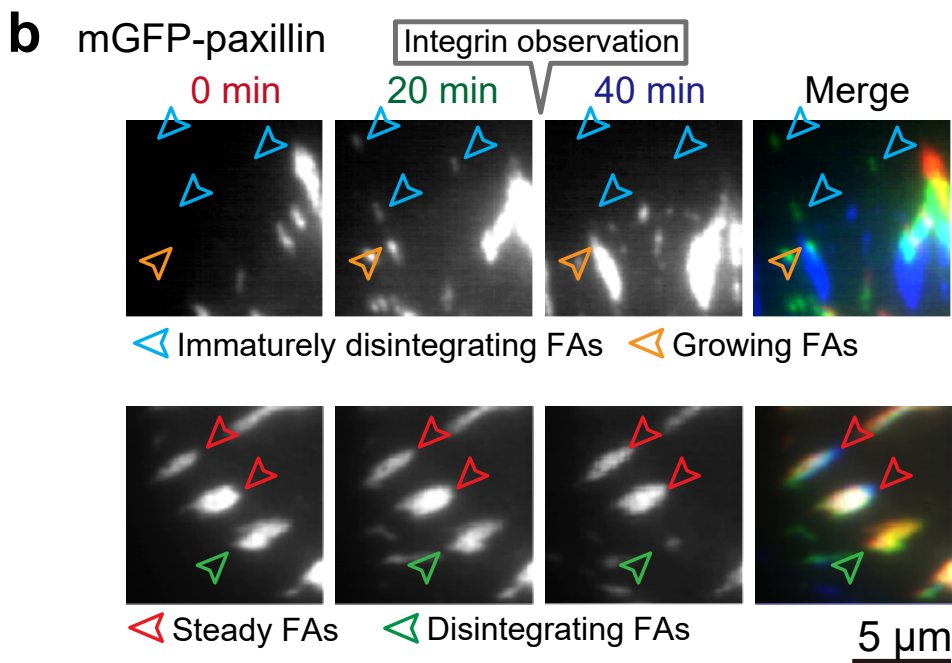 b mGFP-paxillin
Integrin observation
0 min 20 min 40 min Merge
Immaturely disintegrating FAs Growing FAs
Steady FAs Disintegrating FAs
5 μm